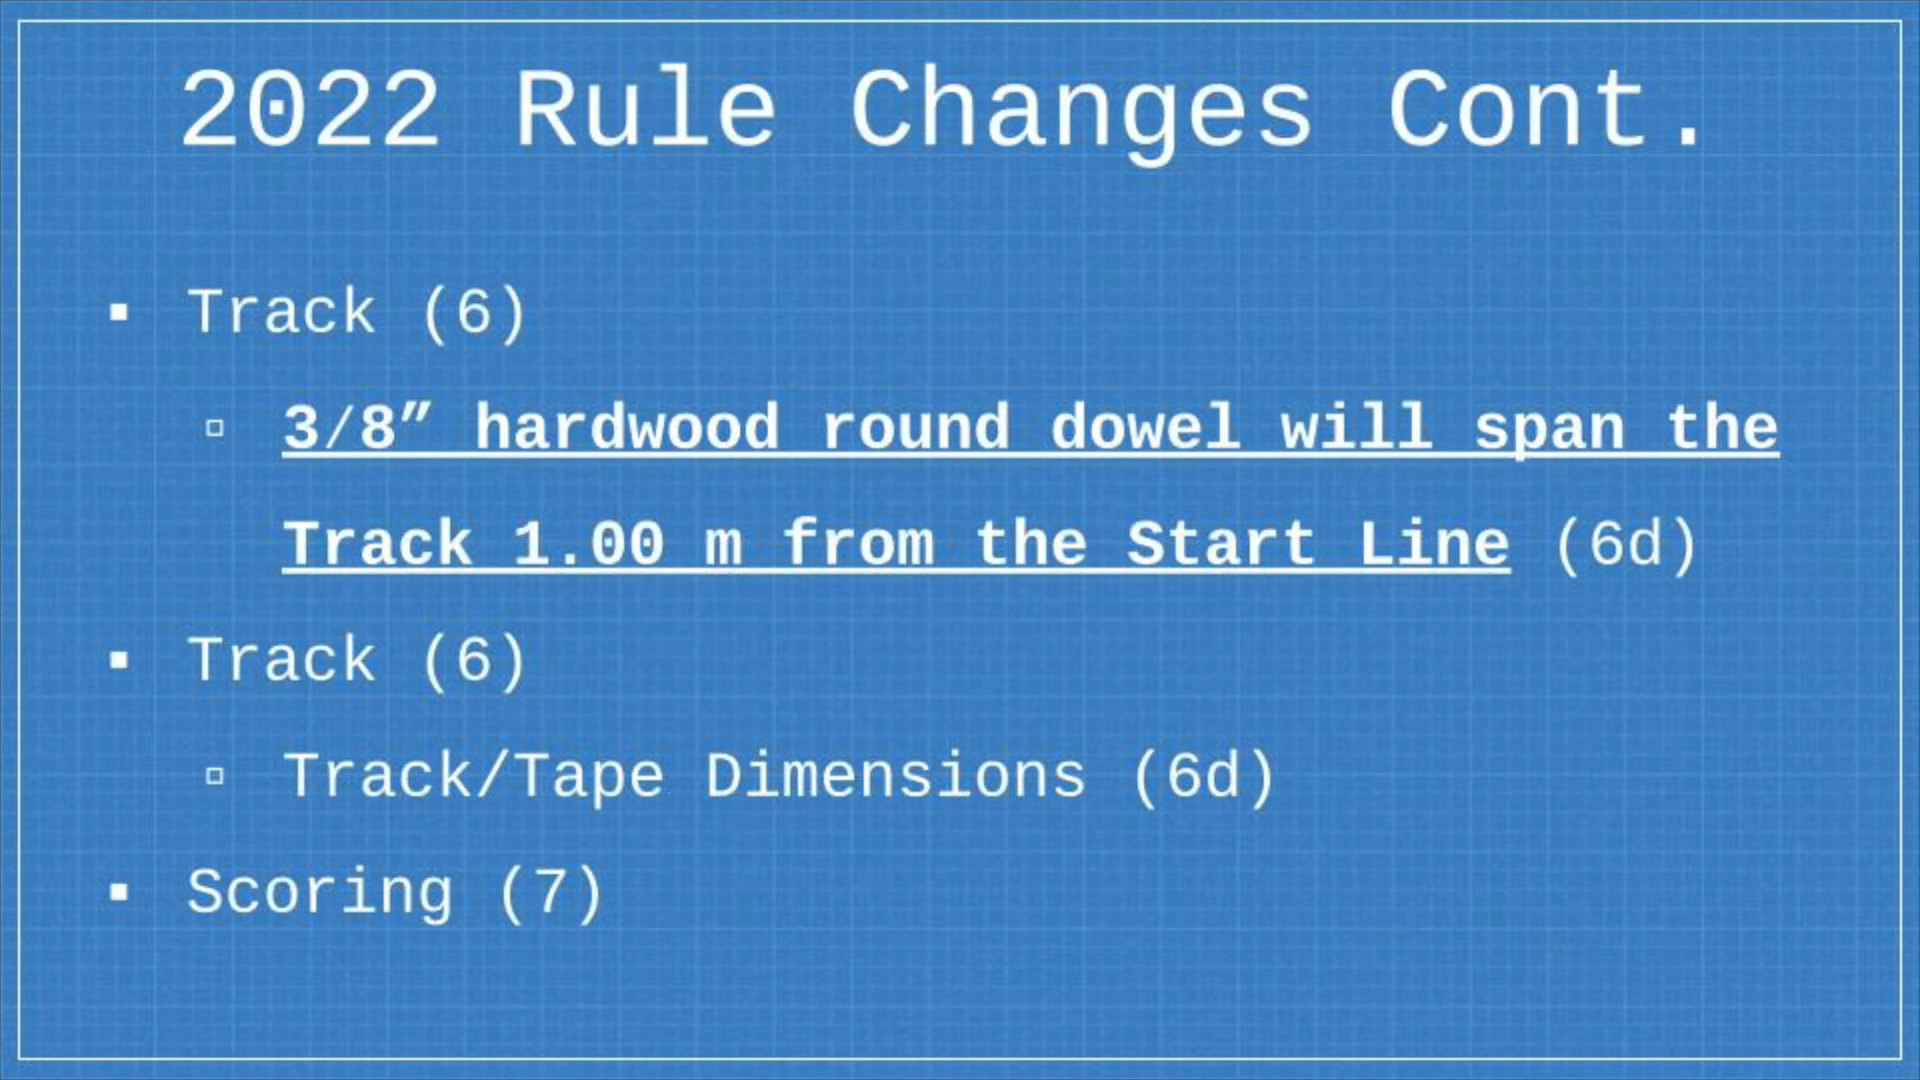 2022 Rule Changes Cont.
▪ Track (6)
▫ 3/8” hardwood round dowel will span the
Track 1.00 m from the Start Line (6d)
▪ Track (6)
▫ Track/Tape Dimensions (6d)
▪ Scoring (7)